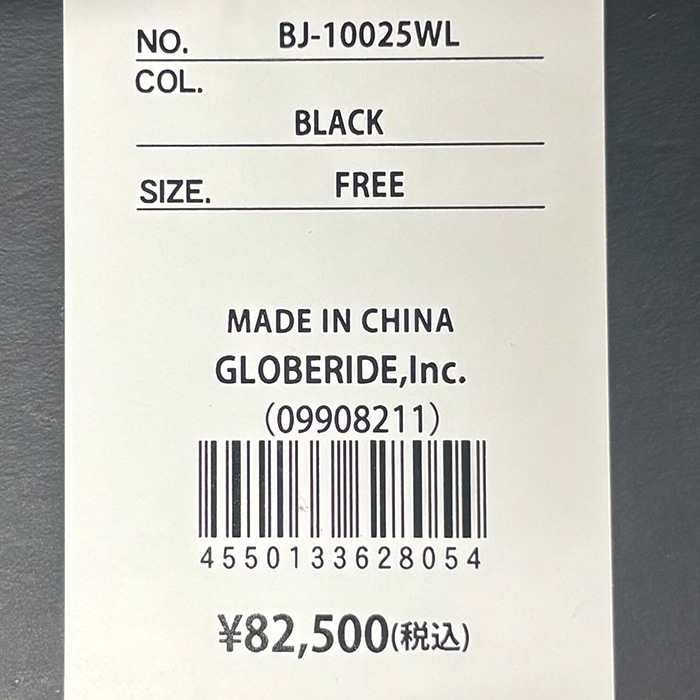 NO. BJ-10025WL
COL.
BLACK
SIZE. FREE
MADE IN CHINA
GLOBERIDE,Inc.
(09908211)
4550133628054
¥82,500(税込)